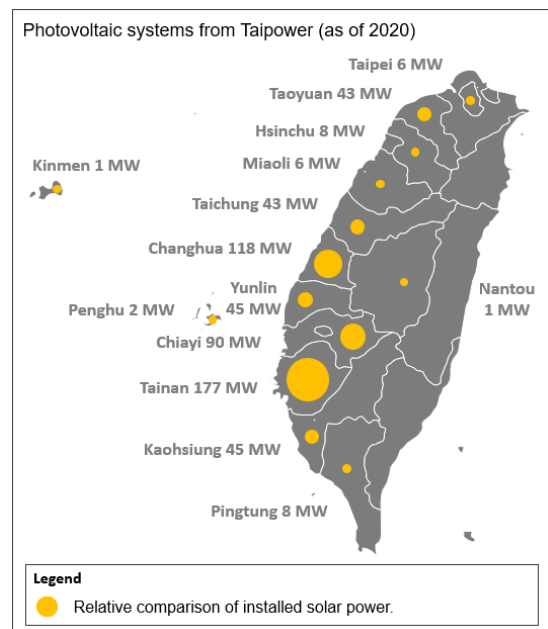 Photovoltaic systems from Taipower (as of 2020)
Taipei 6 MW
Taoyuan 43 MW
Hsinchu 8 MW
Kinmen 1 MW
Miaoli 6 MW
Taichung 43 MW
Changhua 118 MW
Yunlin
45 MW
Nantou
1 MW
Penghu 2 MW
Chiayi 90 MW
Tainan 177 MW
Kaohsiung 45 MW
Pingtung 8 MW
Legend
Relative comparison of installed solar power.